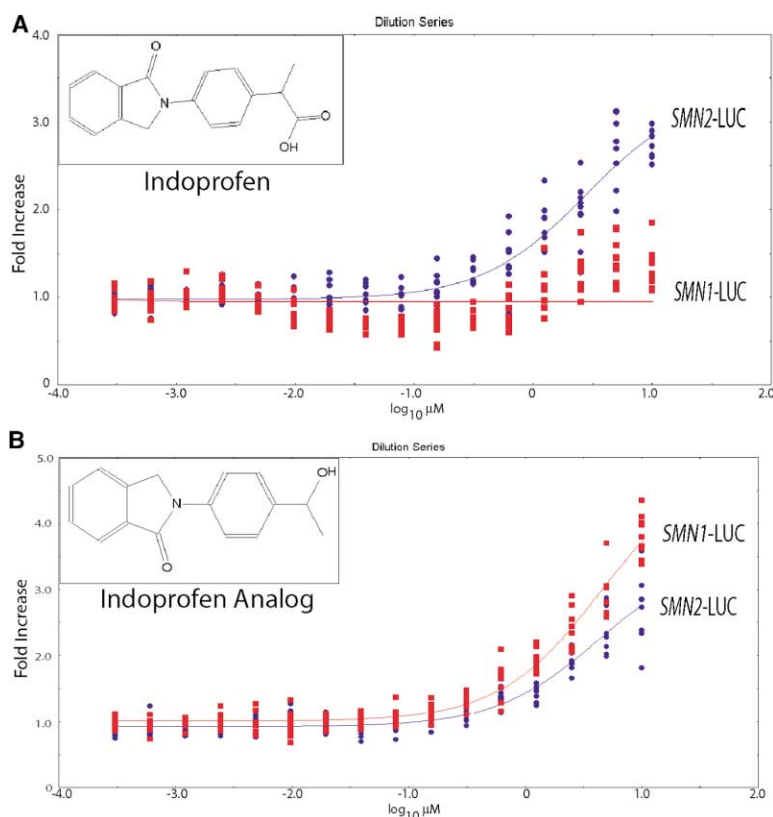 A
Dilution Series
4.0
3.0
2.0
1.0
0
Fold Increase
O
N
O
OH
Indoprofen
SMN2-LUC
SMN1-LUC
-4.0 -3.0 -2.0 -1.0 0 1.0 2.0
log10 μM
B
Dilution Series
5.0
4.0
3.0
2.0
1.0
0
Fold Increase
OH
N
O
Indoprofen Analog
SMN1-LUC
SMN2-LUC
-4.0 -3.0 -2.0 -1.0 0 1.0 2.0
log10 μM